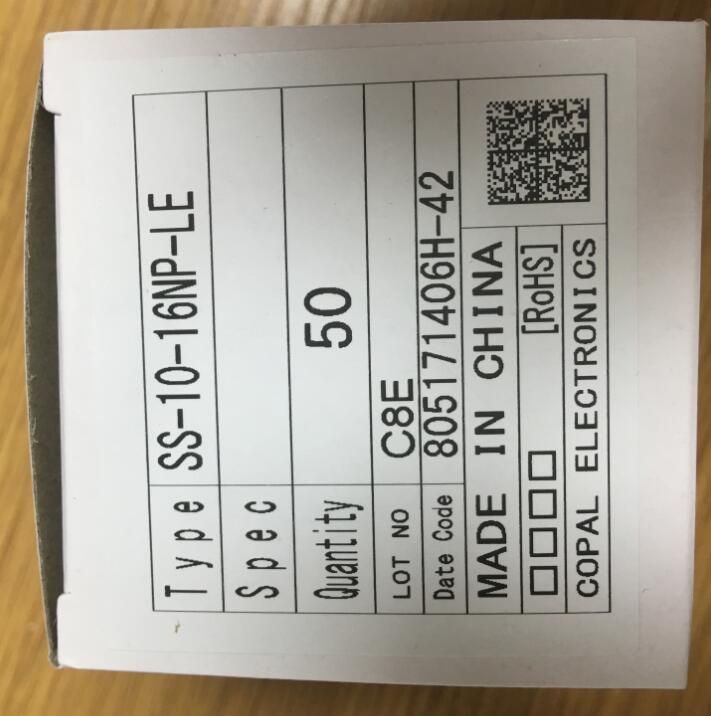 Type SS-10-16NP-LE
Spec
Quantity 50
LOT NO C8E
Date Code 805171406H-42
MADE IN CHINA
□□□□ [RoHS]
COPAL ELECTRONICS